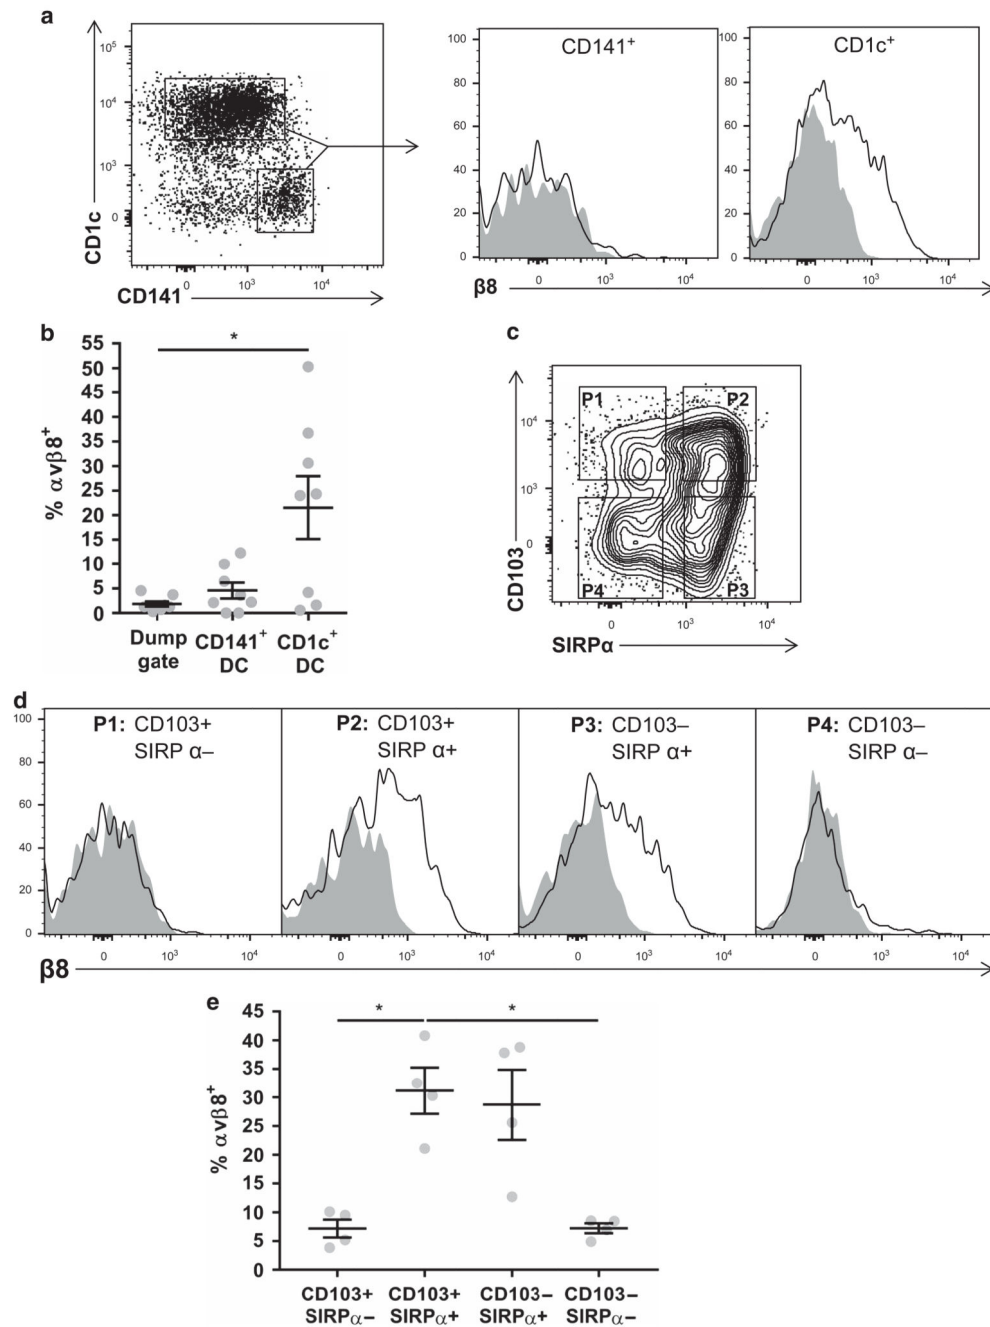 a
CD1c
10⁵
10⁴
10³
0
0 10³ 10⁴
CD141
CD141⁺
100
80
60
40
20
0
0 10³ 10⁴
CD1c⁺
100
80
60
40
20
0
0 10³ 10⁴
β8
b
% αvβ8⁺
55
50
45
40
35
30
25
20
15
10
5
0
*
Dump
gate
CD141⁺
DC
CD1c⁺
DC
c
CD103
10⁴
10³
0
P1 P2
P4 P3
0 10³ 10⁴
SIRPα
d
100
80
60
40
20
0
P1: CD103+
SIRP α–
P2: CD103+
SIRP α+
P3: CD103–
SIRP α+
P4: CD103–
SIRP α–
0 10³ 10⁴
0 10³ 10⁴
0 10³ 10⁴
0 10³ 10⁴
β8
e
% αvβ8⁺
45
40
35
30
25
20
15
10
5
0
* *
CD103+
SIRPα–
CD103+
SIRPα+
CD103–
SIRPα+
CD103–
SIRPα–